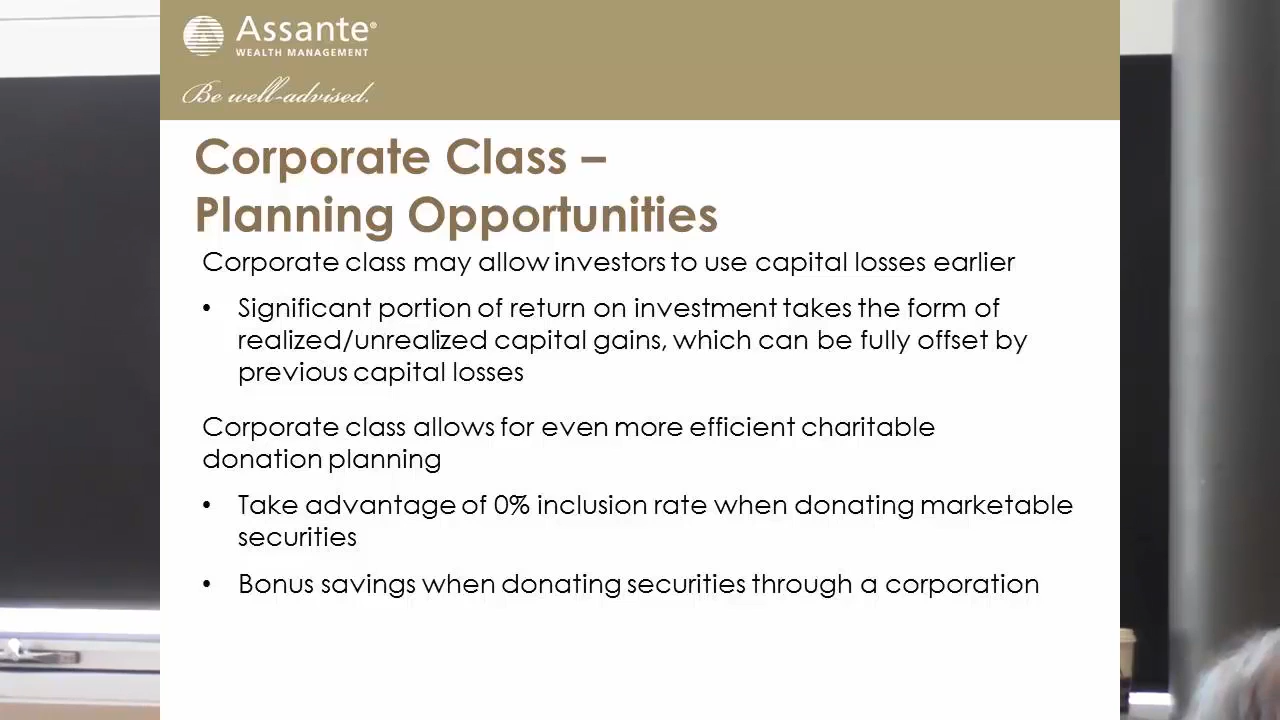 Assante®
WEALTH MANAGEMENT
Be well-advised.
Corporate Class –
Planning Opportunities
Corporate class may allow investors to use capital losses earlier
• Significant portion of return on investment takes the form of
realized/unrealized capital gains, which can be fully offset by
previous capital losses
Corporate class allows for even more efficient charitable
donation planning
• Take advantage of 0% inclusion rate when donating marketable
securities
• Bonus savings when donating securities through a corporation